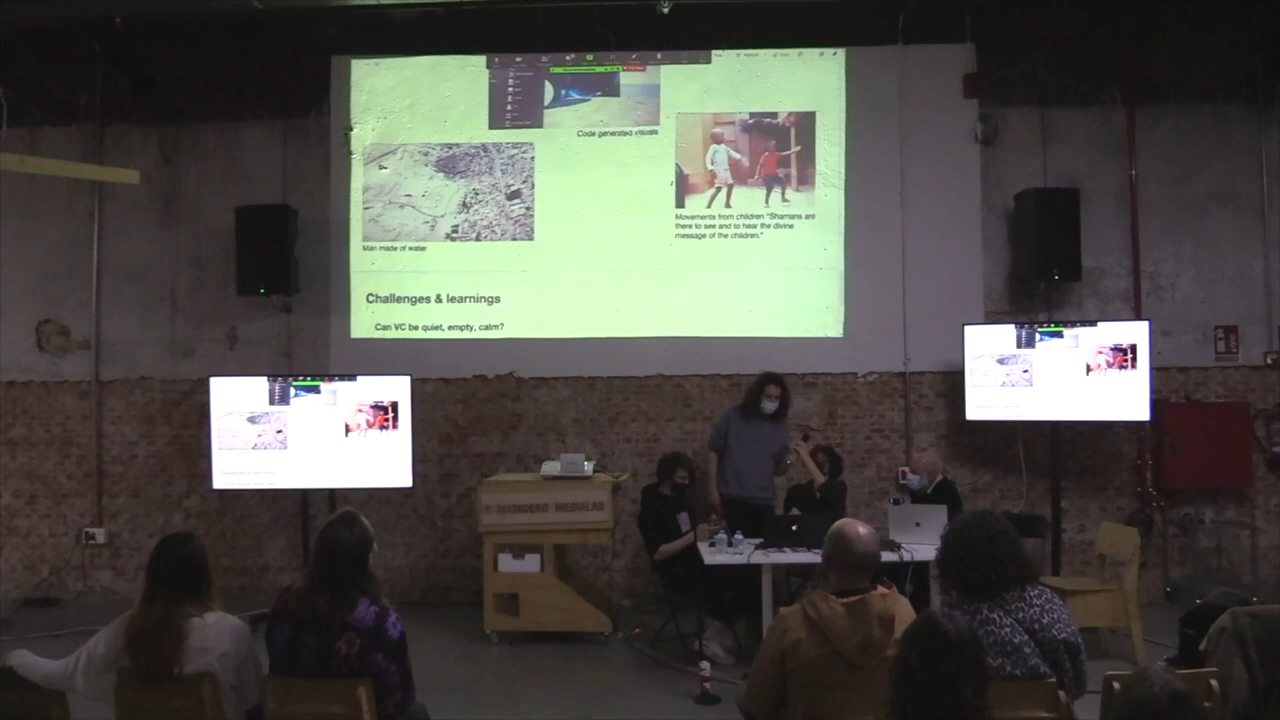 Code generated visuals
Man made of water
Movements from children "Shamans are
there to see and to hear the divine
message of the children."
Challenges & learnings
Can VC be quiet, empty, calm?
MATADERO MEDIALAB